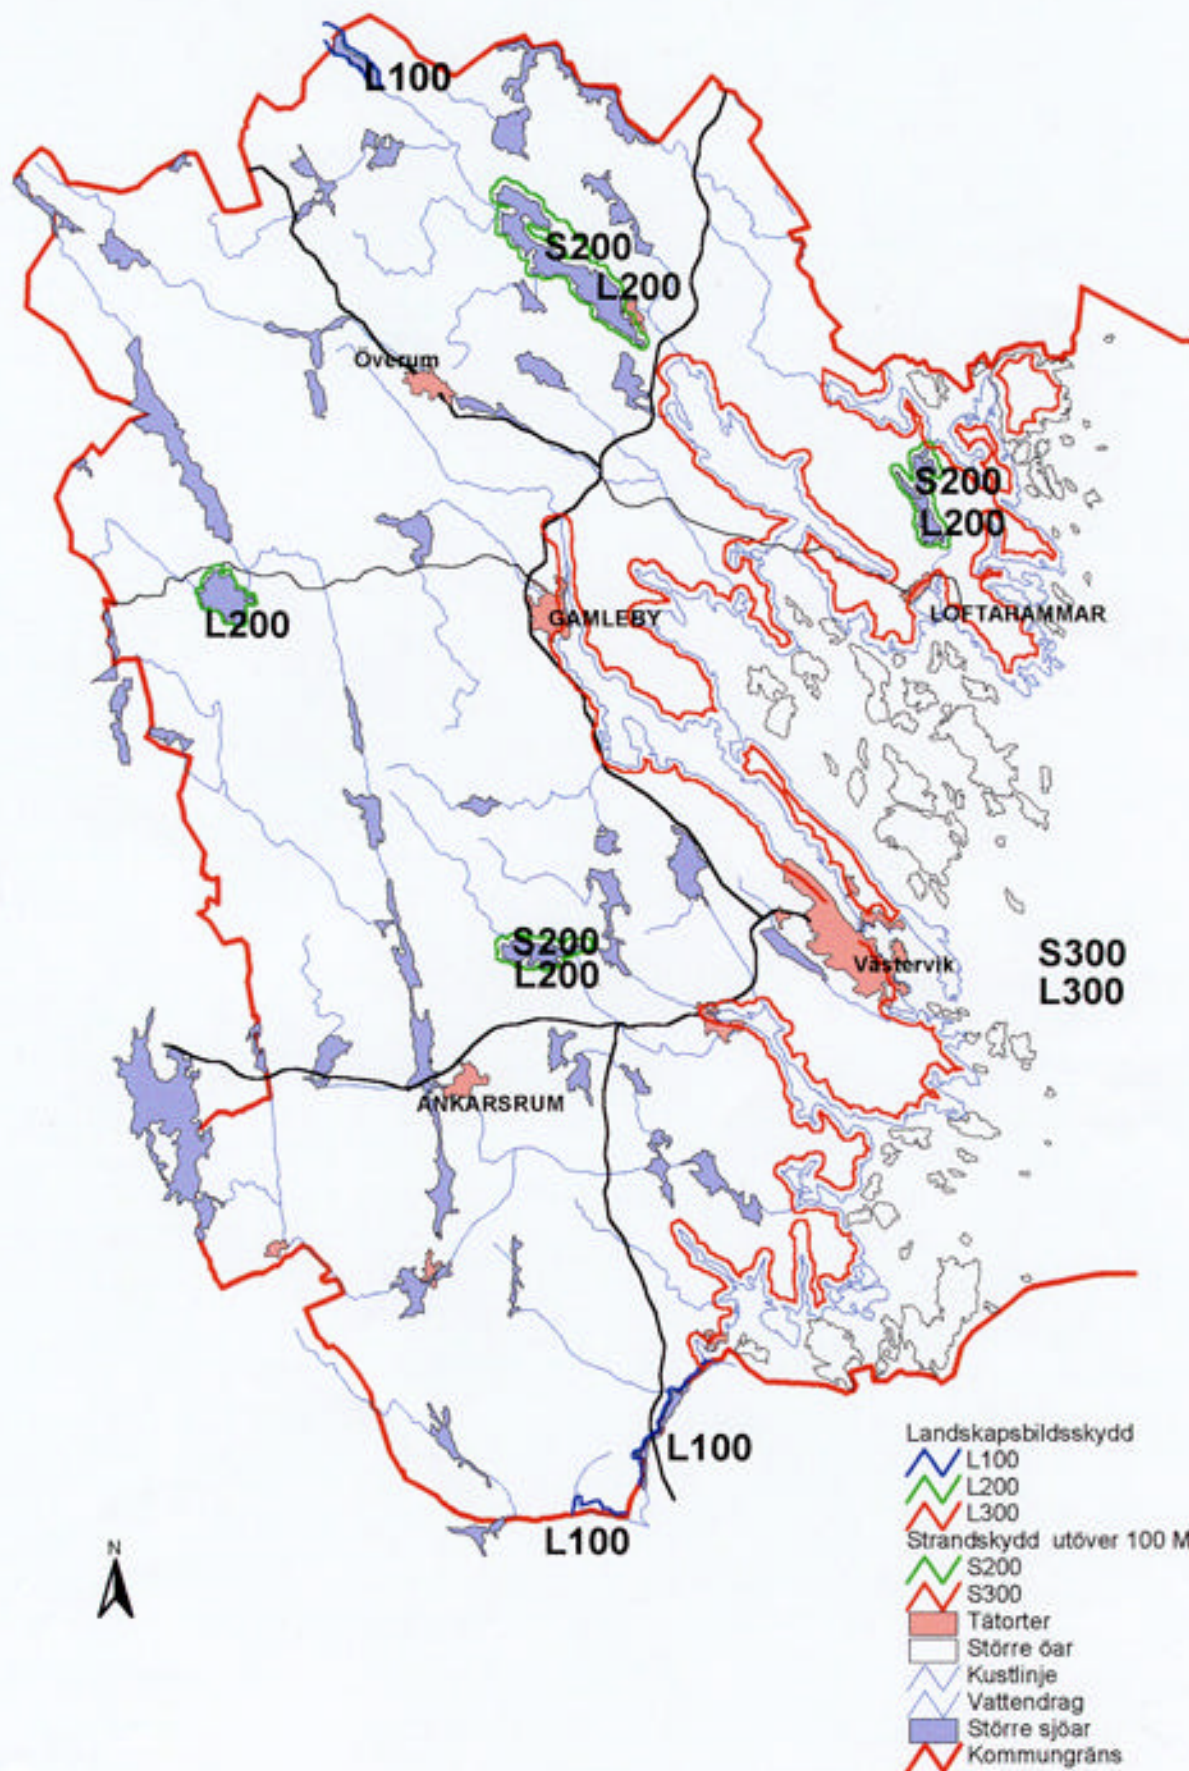 L100
S200
L200
Överum
S200
L200
L200
GAMLEBY
LOFTAHAMMAR
S200
L200
Västervik
S300
L300
ANKARSRUM
L100
L100
N
Landskapsbildsskydd
L100
L200
L300
Strandskydd utöver 100 M
S200
S300
Tätorter
Större öar
Kustlinje
Vattendrag
Större sjöar
Kommungräns